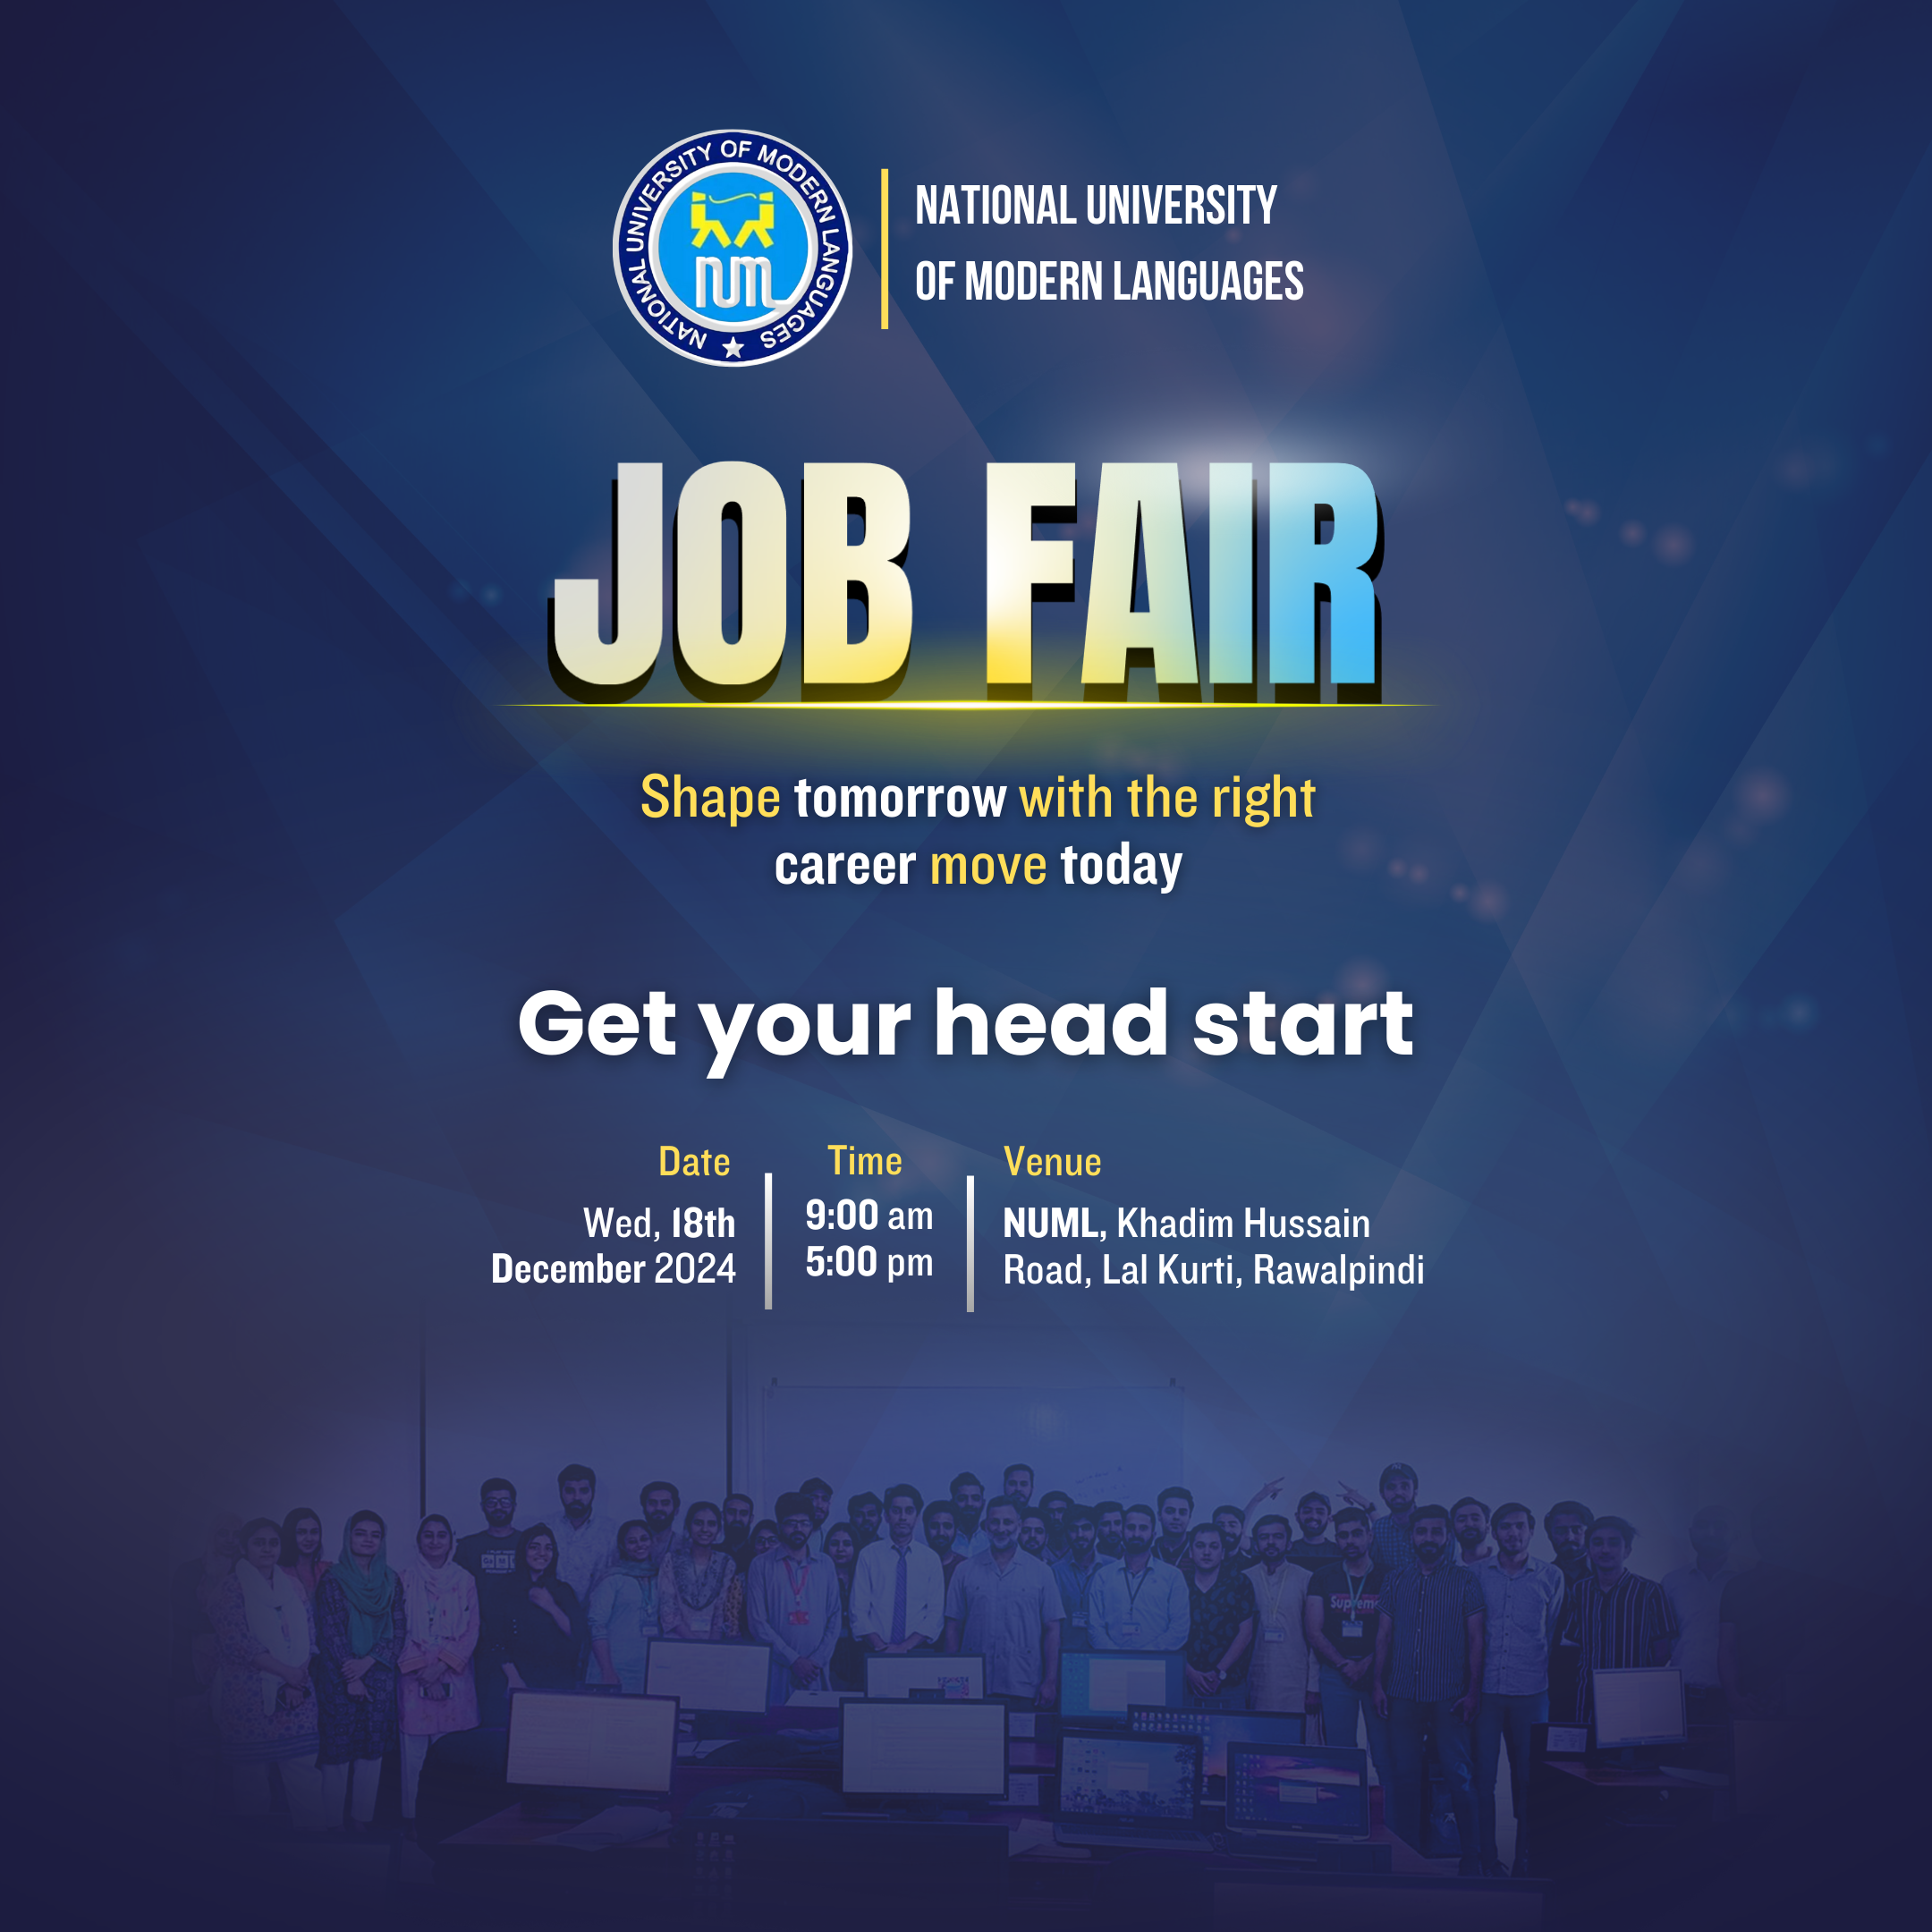 NATIONAL UNIVERSITY OF MODERN LANGUAGES
num
NATIONAL UNIVERSITY
OF MODERN LANGUAGES
JOB FAIR
Shape tomorrow with the right
career move today
Get your head start
Date
Wed, 18th
December 2024
Time
9:00 am
5:00 pm
Venue
NUML, Khadim Hussain
Road, Lal Kurti, Rawalpindi
Supreme